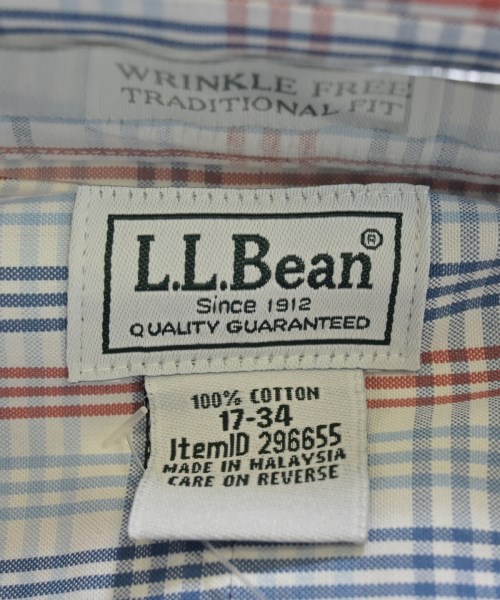 WRINKLE FREE
TRADITIONAL FIT
L.L.Bean®
Since 1912
QUALITY GUARANTEED
100% COTTON
17-34
ItemID 296655
MADE IN MALAYSIA
CARE ON REVERSE